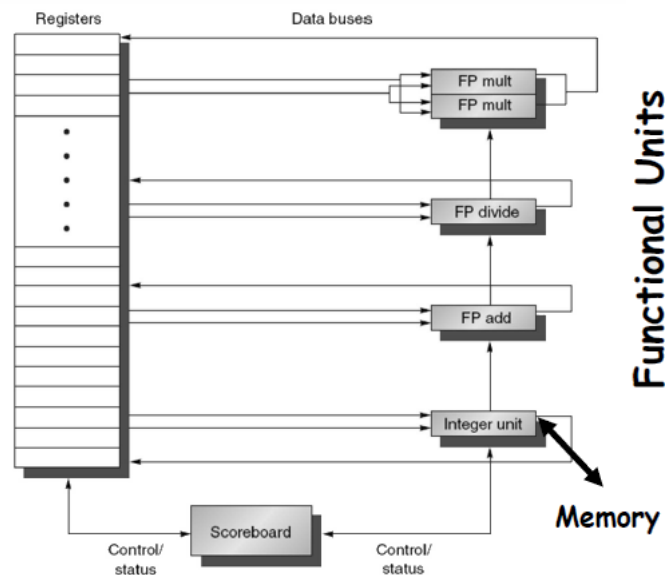 Registers
Data buses
FP mult
FP mult
FP divide
FP add
Integer unit
Functional Units
Memory
Scoreboard
Control/
status
Control/
status